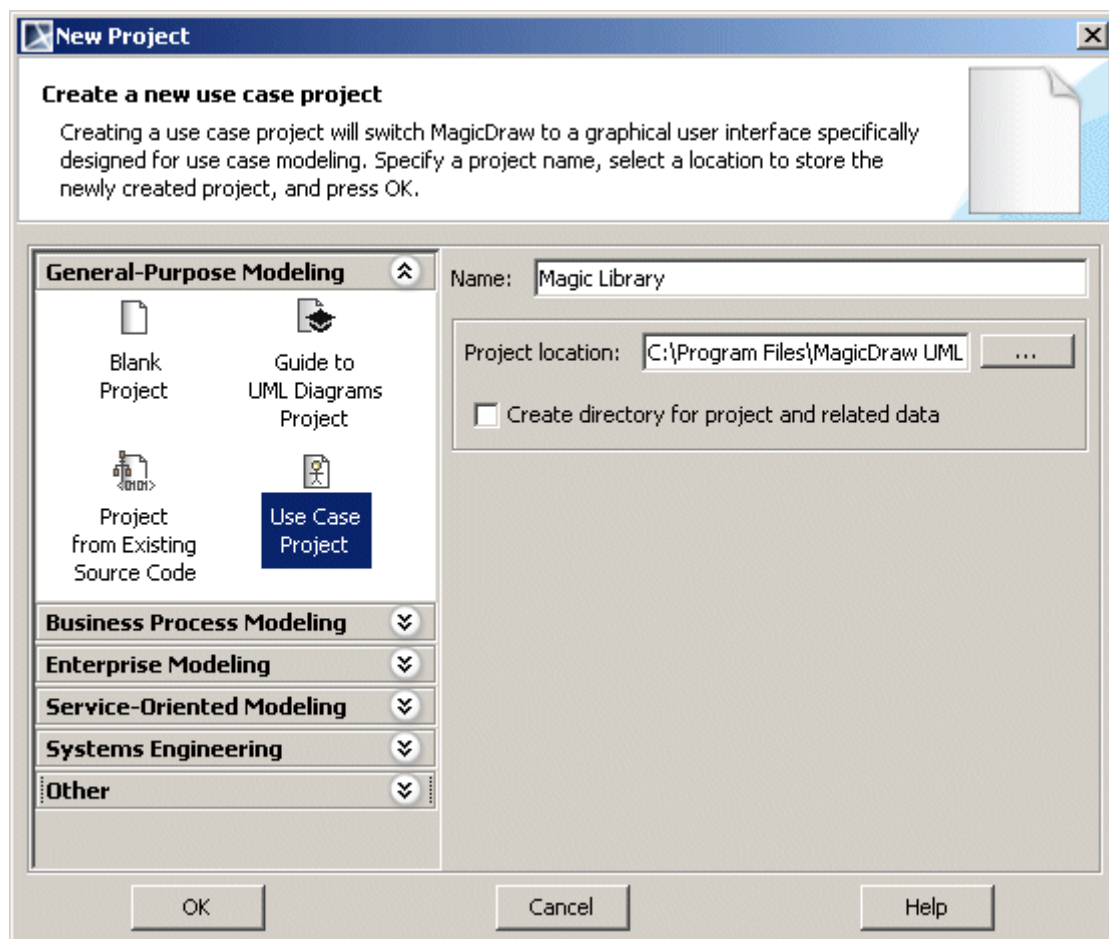 New Project
Create a new use case project
Creating a use case project will switch MagicDraw to a graphical user interface specifically
designed for use case modeling. Specify a project name, select a location to store the
newly created project, and press OK.
General-Purpose Modeling
Blank
Project
Guide to
UML Diagrams
Project
Project
from Existing
Source Code
Use Case
Project
Business Process Modeling
Enterprise Modeling
Service-Oriented Modeling
Systems Engineering
Other
Name: Magic Library
Project location: C:\Program Files\MagicDraw UML ...
Create directory for project and related data
OK Cancel Help